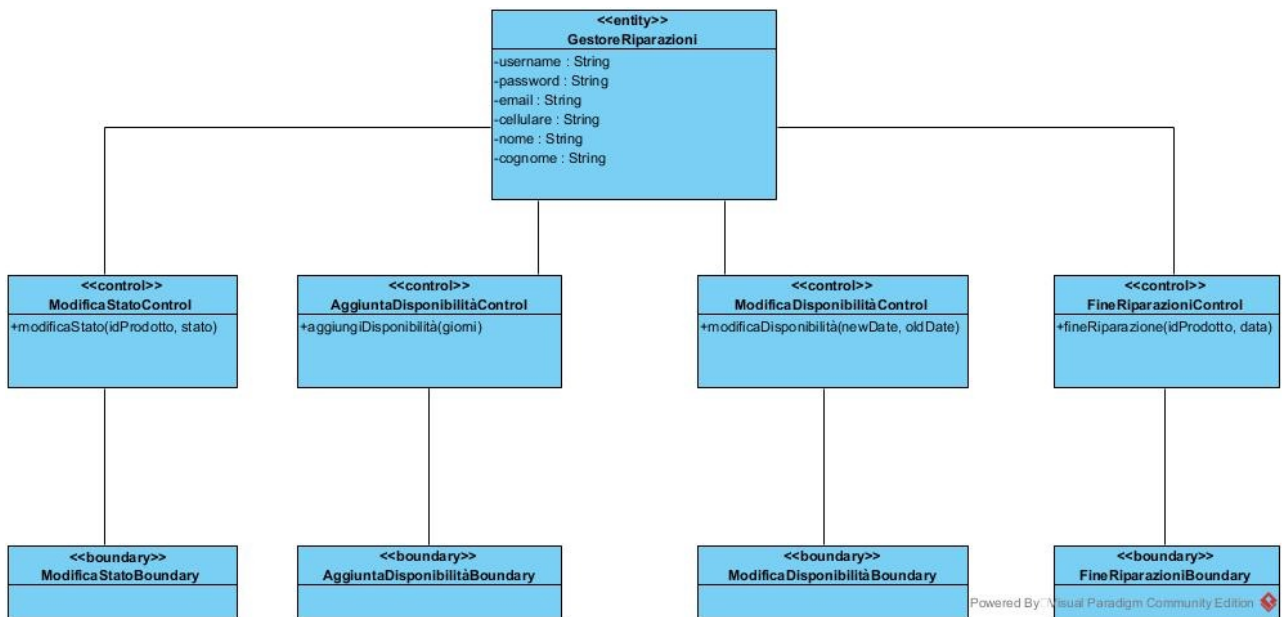 <<entity>>
GestoreRiparazioni
-username : String
-password : String
-email : String
-cellulare : String
-nome : String
-cognome : String
<<control>>
ModificaStatoControl
+modificaStato(idProdotto, stato)
<<control>>
AggiuntaDisponibilitàControl
+aggiungiDisponibilità(giorni)
<<control>>
ModificaDisponibilitàControl
+modificaDisponibilità(newDate, oldDate)
<<control>>
FineRiparazioniControl
+fineRiparazione(idProdotto, data)
<<boundary>>
ModificaStatoBoundary
<<boundary>>
AggiuntaDisponibilitàBoundary
<<boundary>>
ModificaDisponibilitàBoundary
<<boundary>>
FineRiparazioniBoundary
Powered By Visual Paradigm Community Edition